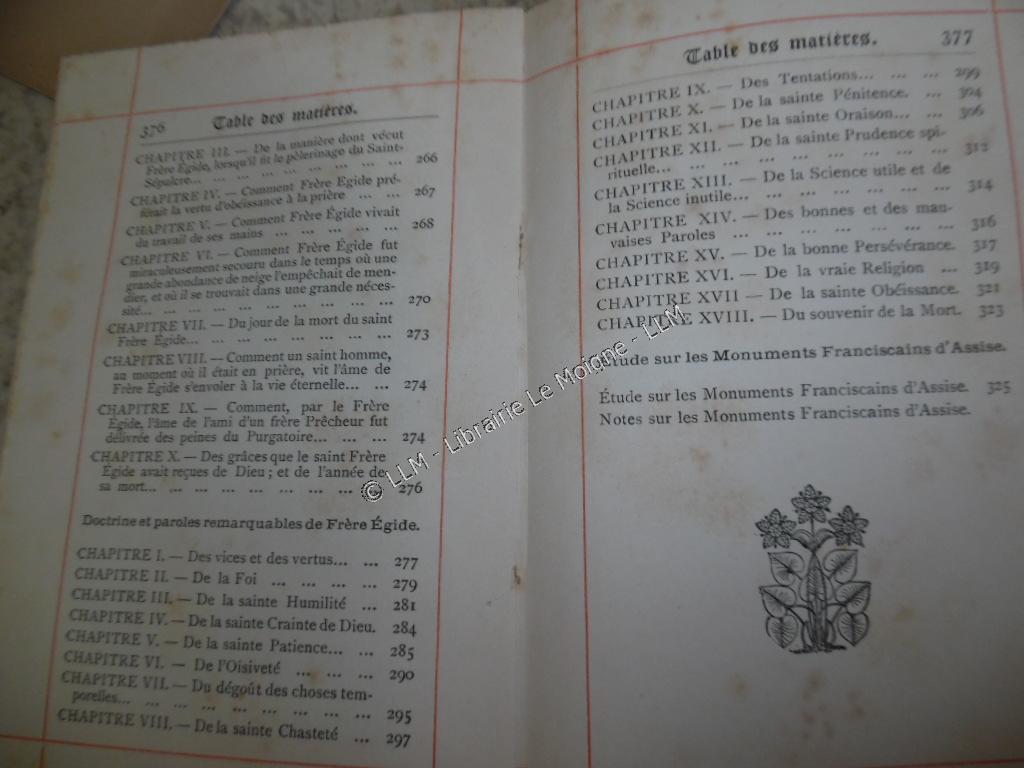 376 Table des matières.
CHAPITRE III. — De la manière dont vécut
Frère Égide, lorsqu'il fit le pèlerinage du Saint-
Sépulcre... ... ... ... ... ... ... ... 266
CHAPITRE IV. — Comment Frère Égide pré-
férait la vertu d'obéissance à la prière ... ... 267
CHAPITRE V. — Comment Frère Égide vivait
du travail de ses mains ... ... ... ... ... 268
CHAPITRE VI. — Comment Frère Égide fut
miraculeusement secouru dans le temps où une
grande abondance de neige l'empêchait de men-
dier, et où il se trouvait dans une grande néces-
sité... ... ... ... ... ... ... ... ... 270
CHAPITRE VII. — Du jour de la mort du saint
Frère Égide... ... ... ... ... ... ... 273
CHAPITRE VIII. — Comment un saint homme,
au moment où il était en prière, vit l'âme de
Frère Égide s'envoler à la vie éternelle... ... 274
CHAPITRE IX. — Comment, par le Frère
Égide, l'âme de l'ami d'un frère Prêcheur fut
délivrée des peines du Purgatoire... ... ... 274
CHAPITRE X. — Des grâces que le saint Frère
Égide avait reçues de Dieu ; et de l'année de
sa mort... ... ... ... ... ... ... ... ... 276
Doctrine et paroles remarquables de Frère Égide.
CHAPITRE I. — Des vices et des vertus... ... 277
CHAPITRE II. — De la Foi ... ... ... ... 279
CHAPITRE III. — De la sainte Humilité ... 281
CHAPITRE IV. — De la sainte Crainte de Dieu. 284
CHAPITRE V. — De la sainte Patience... ... 285
CHAPITRE VI. — De l'Oisiveté ... ... ... 290
CHAPITRE VII. — Du dégoût des choses tem-
porelles... ... ... ... ... ... ... ... ... 295
CHAPITRE VIII. — De la sainte Chasteté ... 297
Table des matières. 377
CHAPITRE IX. — Des Tentations... ... ... 299
CHAPITRE X. — De la sainte Pénitence. ... 304
CHAPITRE XI. — De la sainte Oraison... ... 306
CHAPITRE XII. — De la sainte Prudence spi-
rituelle... ... ... ... ... ... ... ... 312
CHAPITRE XIII. — De la Science utile et de
la Science inutile... ... ... ... ... ... 314
CHAPITRE XIV. — Des bonnes et des mau-
vaises Paroles ... ... ... ... ... ... 316
CHAPITRE XV. — De la bonne Persévérance. 317
CHAPITRE XVI. — De la vraie Religion ... 319
CHAPITRE XVII — De la sainte Obéissance. 321
CHAPITRE XVIII. — Du souvenir de la Mort. 323
Étude sur les Monuments Franciscains d'Assise.
Étude sur les Monuments Franciscains d'Assise. 325
Notes sur les Monuments Franciscains d'Assise.
© LLM - Librairie Le Moigne - LLM